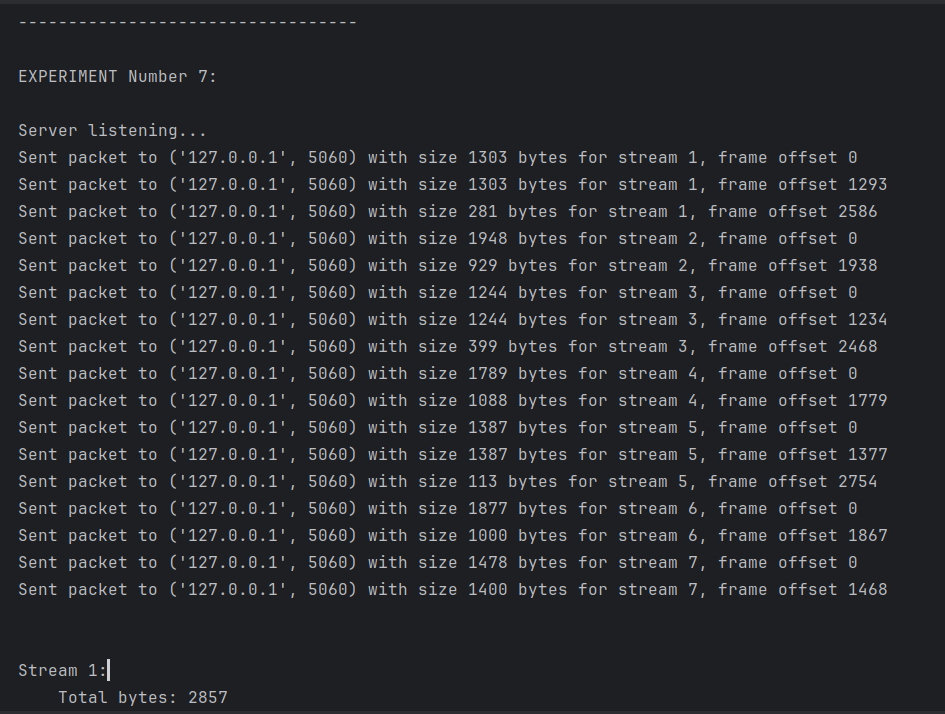 ----------------------------------
EXPERIMENT Number 7:
Server listening...
Sent packet to ('127.0.0.1', 5060) with size 1303 bytes for stream 1, frame offset 0
Sent packet to ('127.0.0.1', 5060) with size 1303 bytes for stream 1, frame offset 1293
Sent packet to ('127.0.0.1', 5060) with size 281 bytes for stream 1, frame offset 2586
Sent packet to ('127.0.0.1', 5060) with size 1948 bytes for stream 2, frame offset 0
Sent packet to ('127.0.0.1', 5060) with size 929 bytes for stream 2, frame offset 1938
Sent packet to ('127.0.0.1', 5060) with size 1244 bytes for stream 3, frame offset 0
Sent packet to ('127.0.0.1', 5060) with size 1244 bytes for stream 3, frame offset 1234
Sent packet to ('127.0.0.1', 5060) with size 399 bytes for stream 3, frame offset 2468
Sent packet to ('127.0.0.1', 5060) with size 1789 bytes for stream 4, frame offset 0
Sent packet to ('127.0.0.1', 5060) with size 1088 bytes for stream 4, frame offset 1779
Sent packet to ('127.0.0.1', 5060) with size 1387 bytes for stream 5, frame offset 0
Sent packet to ('127.0.0.1', 5060) with size 1387 bytes for stream 5, frame offset 1377
Sent packet to ('127.0.0.1', 5060) with size 113 bytes for stream 5, frame offset 2754
Sent packet to ('127.0.0.1', 5060) with size 1877 bytes for stream 6, frame offset 0
Sent packet to ('127.0.0.1', 5060) with size 1000 bytes for stream 6, frame offset 1867
Sent packet to ('127.0.0.1', 5060) with size 1478 bytes for stream 7, frame offset 0
Sent packet to ('127.0.0.1', 5060) with size 1400 bytes for stream 7, frame offset 1468
Stream 1:
Total bytes: 2857